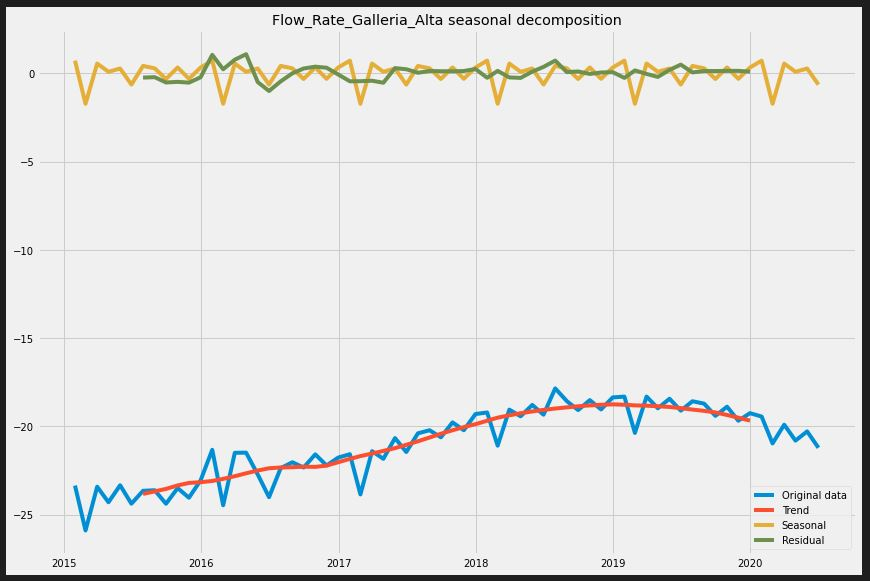 Flow_Rate_Galleria_Alta seasonal decomposition
0
−5
−10
−15
−20
−25
2015
2016
2017
2018
2019
2020
Original data
Trend
Seasonal
Residual